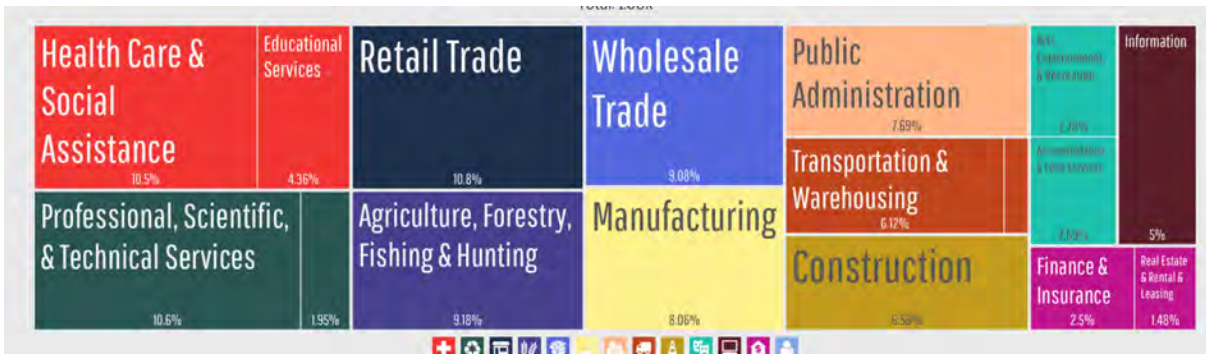 Health Care &
Social
Assistance
10.5%
Educational
Services
4.36%
Retail Trade
10.8%
Wholesale
Trade
9.08%
Public
Administration
7.69%
Information
5%
Transportation &
Warehousing
6.12%
Professional, Scientific,
& Technical Services
10.6%
1.95%
Agriculture, Forestry,
Fishing & Hunting
9.18%
Manufacturing
8.06%
Construction
Finance &
Insurance
2.5%
Real Estate
& Rental &
Leasing
1.48%